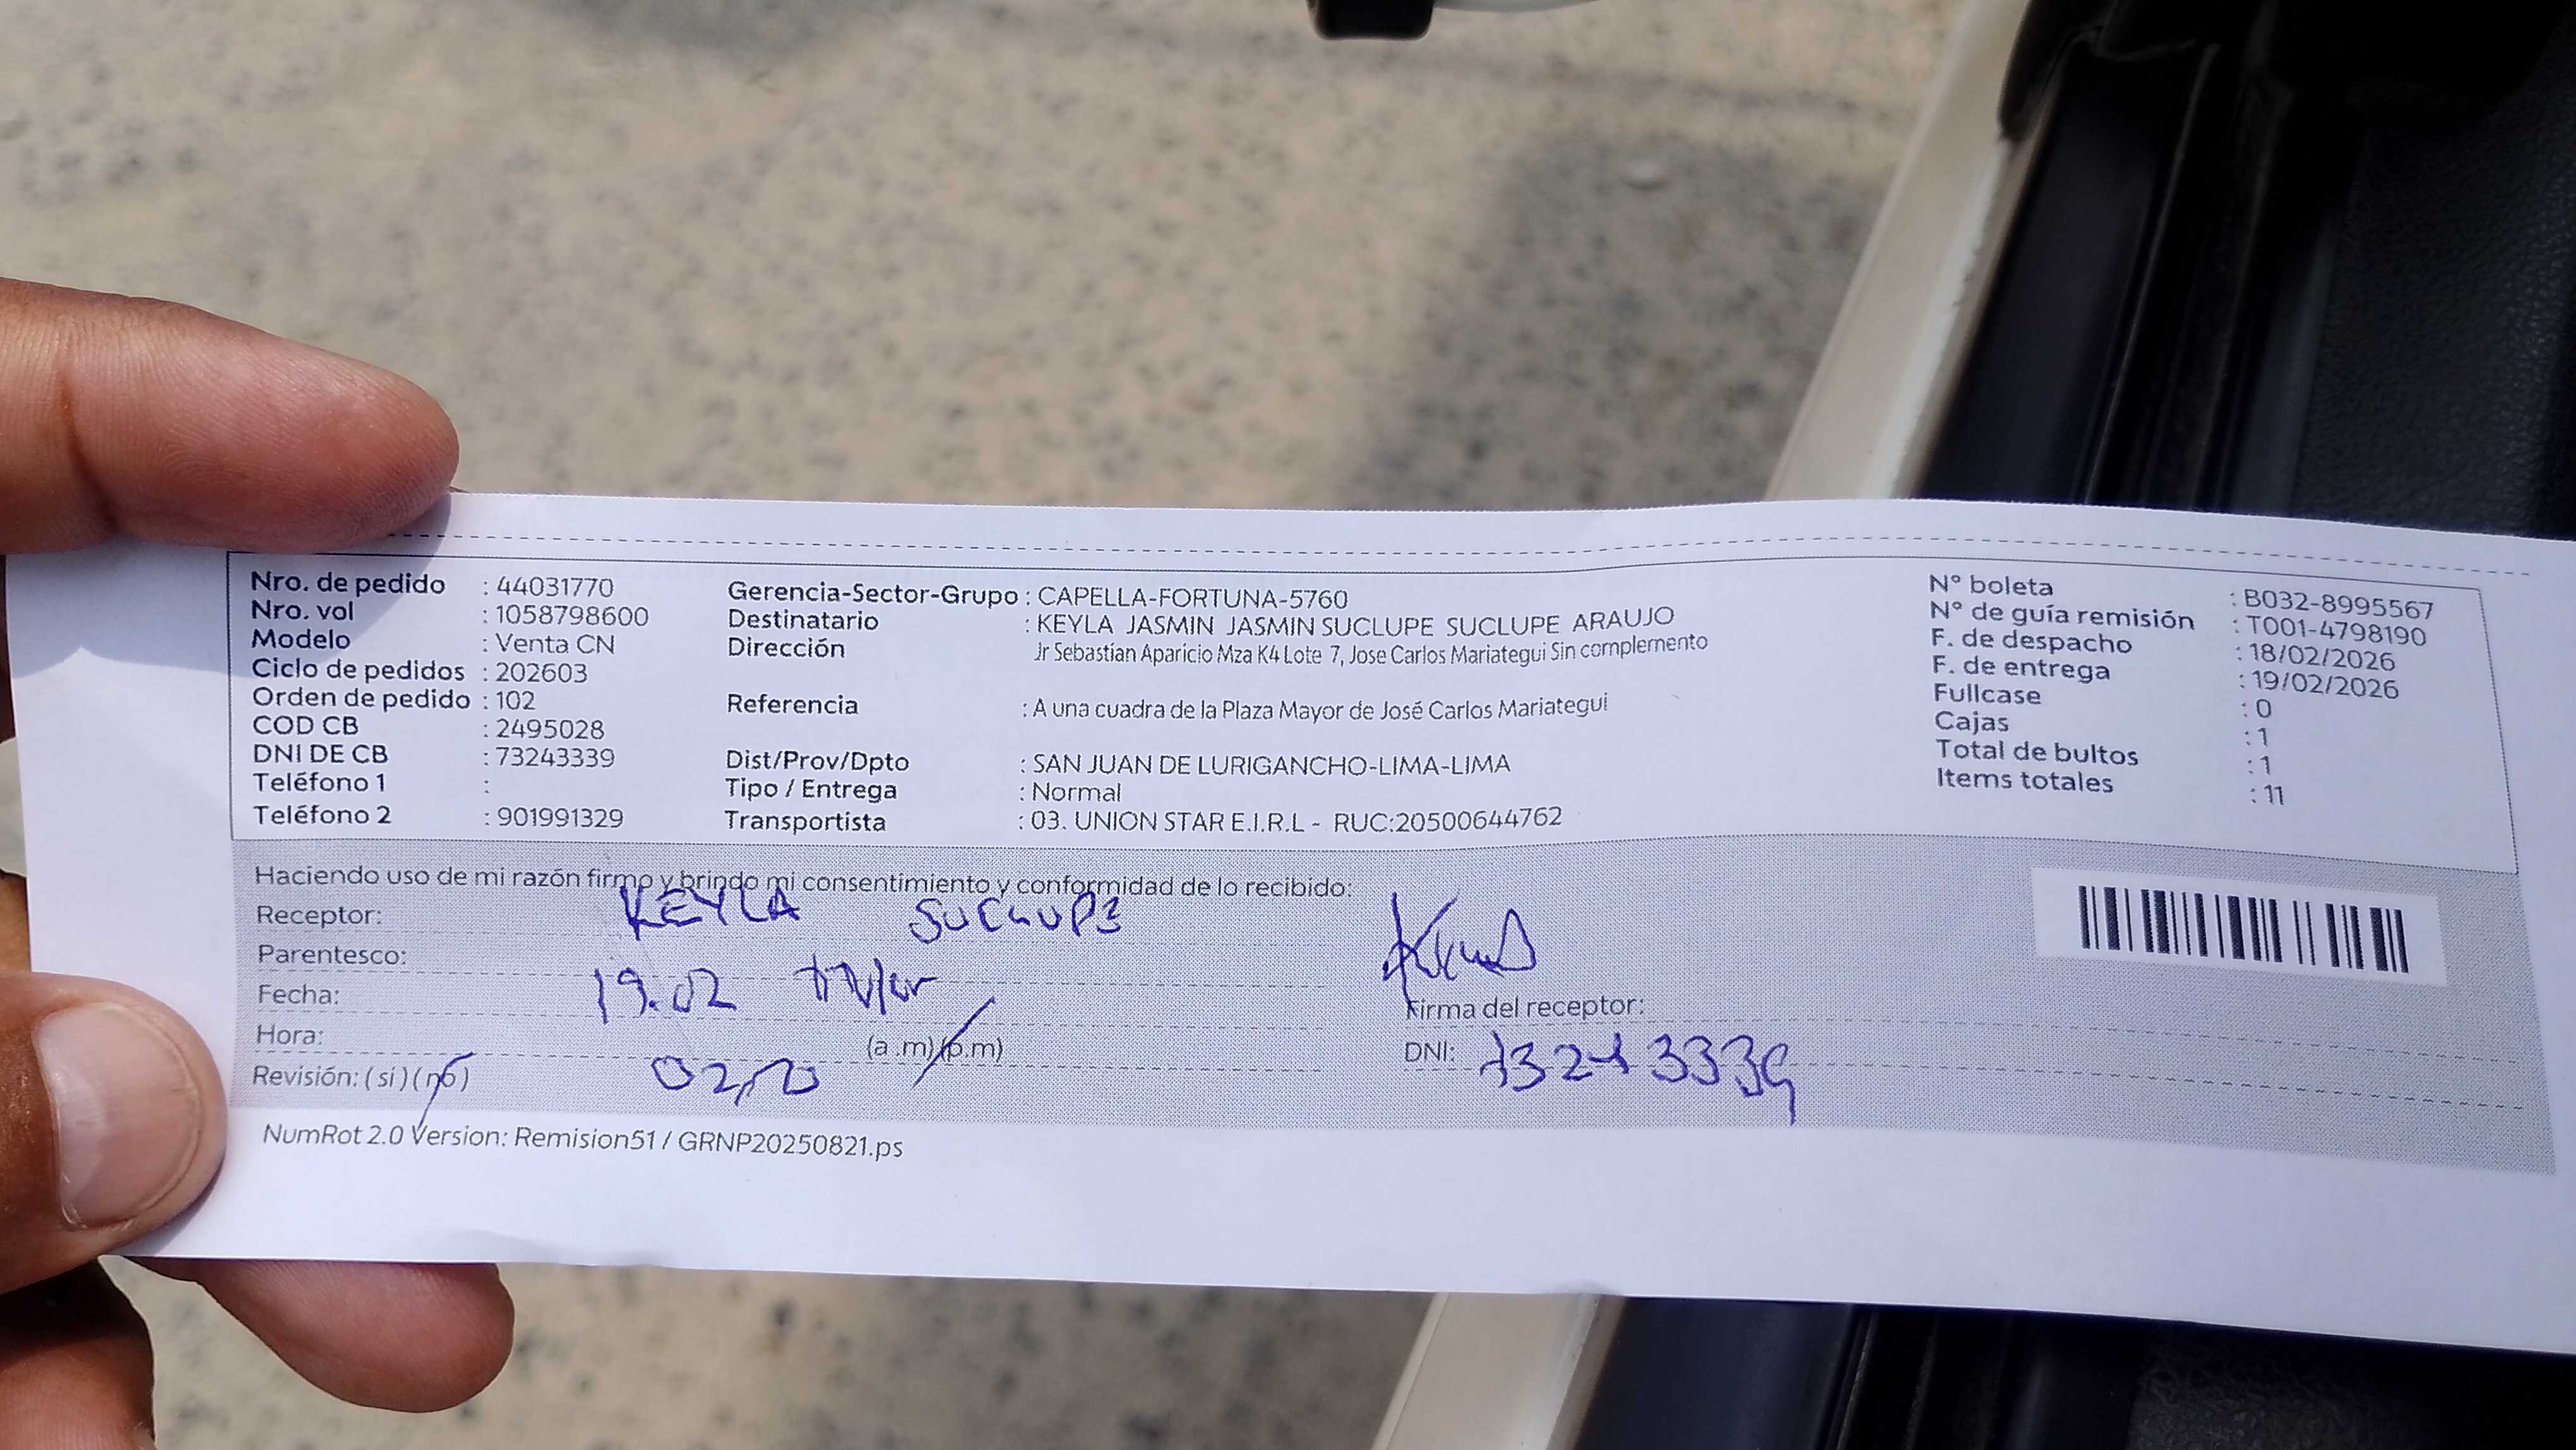 Nro. de pedido : 44031770
Nro. vol : 1058798600
Modelo : Venta CN
Ciclo de pedidos : 202603
Orden de pedido : 102
COD CB : 2495028
DNI DE CB : 73243339
Teléfono 1 :
Teléfono 2 : 901991329
Gerencia-Sector-Grupo : CAPELLA-FORTUNA-5760
Destinatario : KEYLA JASMIN JASMIN SUCLUPE SUCLUPE ARAUJO
Dirección Jr Sebastian Aparicio Mza K4 Lote 7, Jose Carlos Mariategui Sin complemento
Referencia : A una cuadra de la Plaza Mayor de José Carlos Mariategui
Dist/Prov/Dpto : SAN JUAN DE LURIGANCHO-LIMA-LIMA
Tipo / Entrega : Normal
Transportista : 03. UNION STAR E.I.R.L - RUC:20500644762
N° boleta : B032-8995567
N° de guía remisión : T001-4798190
F. de despacho : 18/02/2026
F. de entrega : 19/02/2026
Fullcase : 0
Cajas : 1
Total de bultos : 1
Items totales : 11
Haciendo uso de mi razón firmo y brindo mi consentimiento y conformidad de lo recibido:
Receptor: KEYLA SUCLUPE
Parentesco:
Fecha: 19.02
Hora: (a.m)(p.m)
Revisión: (si) (no)
Firma del receptor:
DNI: 73243339
NumRot 2.0 Version: Remision51 / GRNP20250821.ps